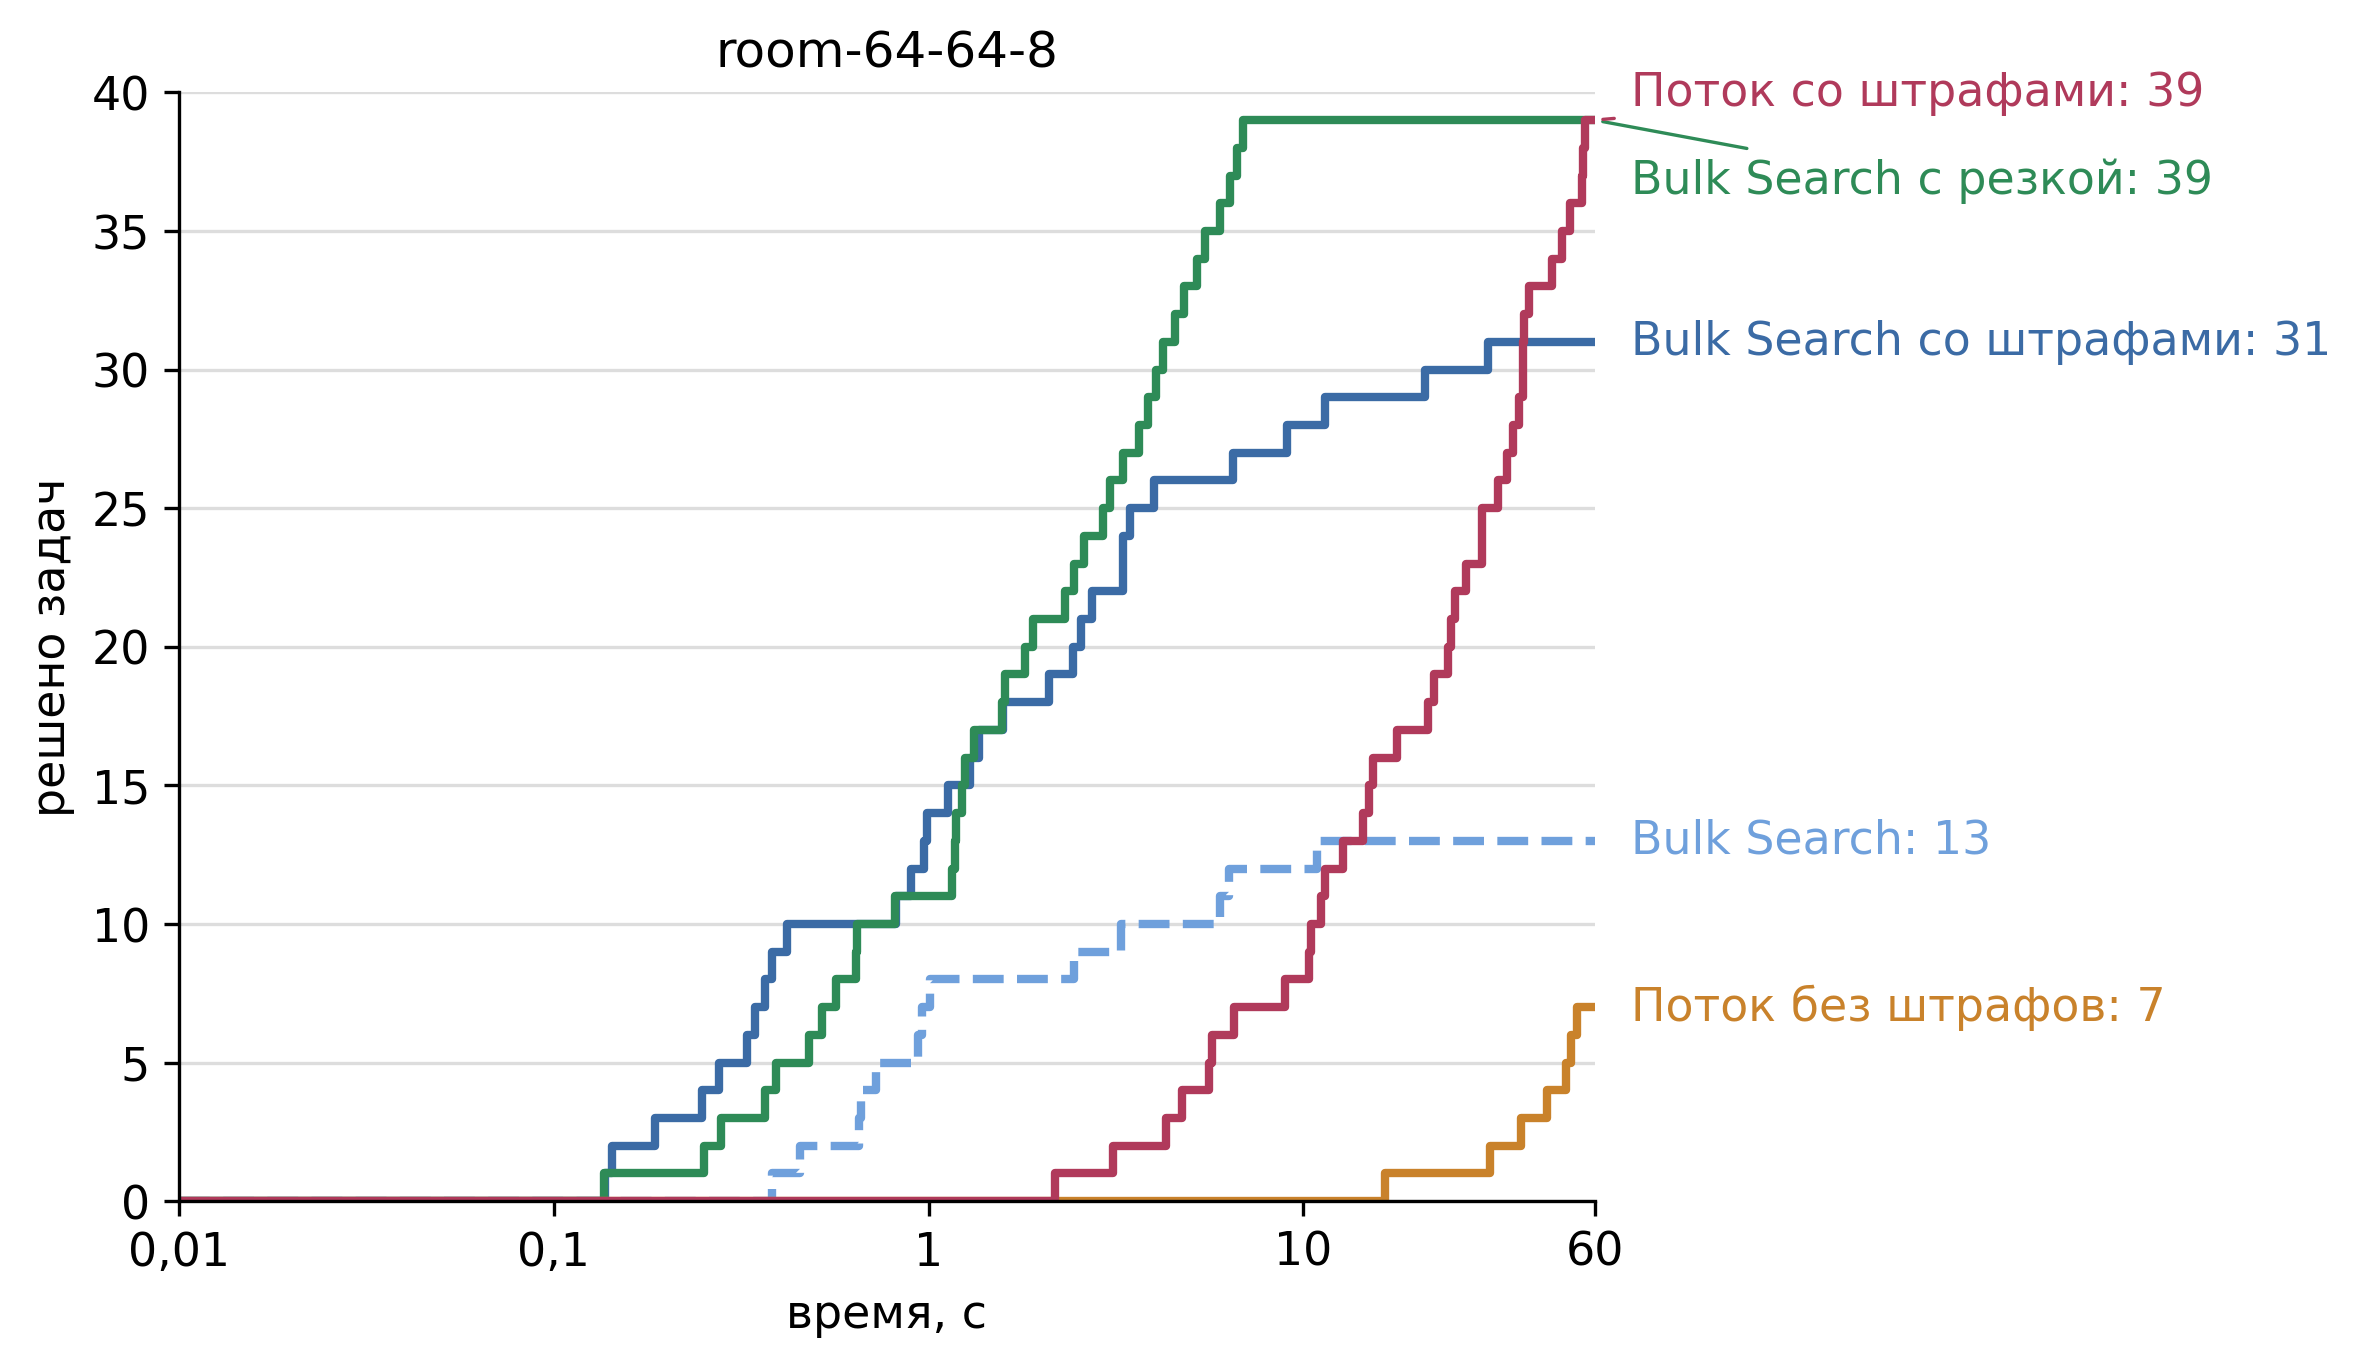 room-64-64-8
Поток со штрафами: 39
Bulk Search с резкой: 39
Bulk Search со штрафами: 31
Bulk Search: 13
Поток без штрафов: 7
решено задач
40
35
30
25
20
15
10
5
0
0,01 0,1 1 10 60
время, с